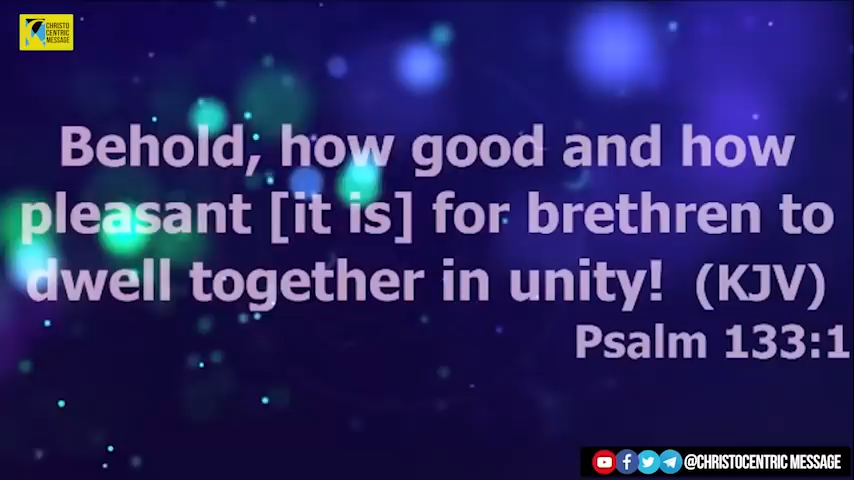 CHRISTO
CENTRIC
MESSAGE
Behold, how good and how
pleasant [it is] for brethren to
dwell together in unity! (KJV)
Psalm 133:1
@CHRISTOCENTRIC MESSAGE